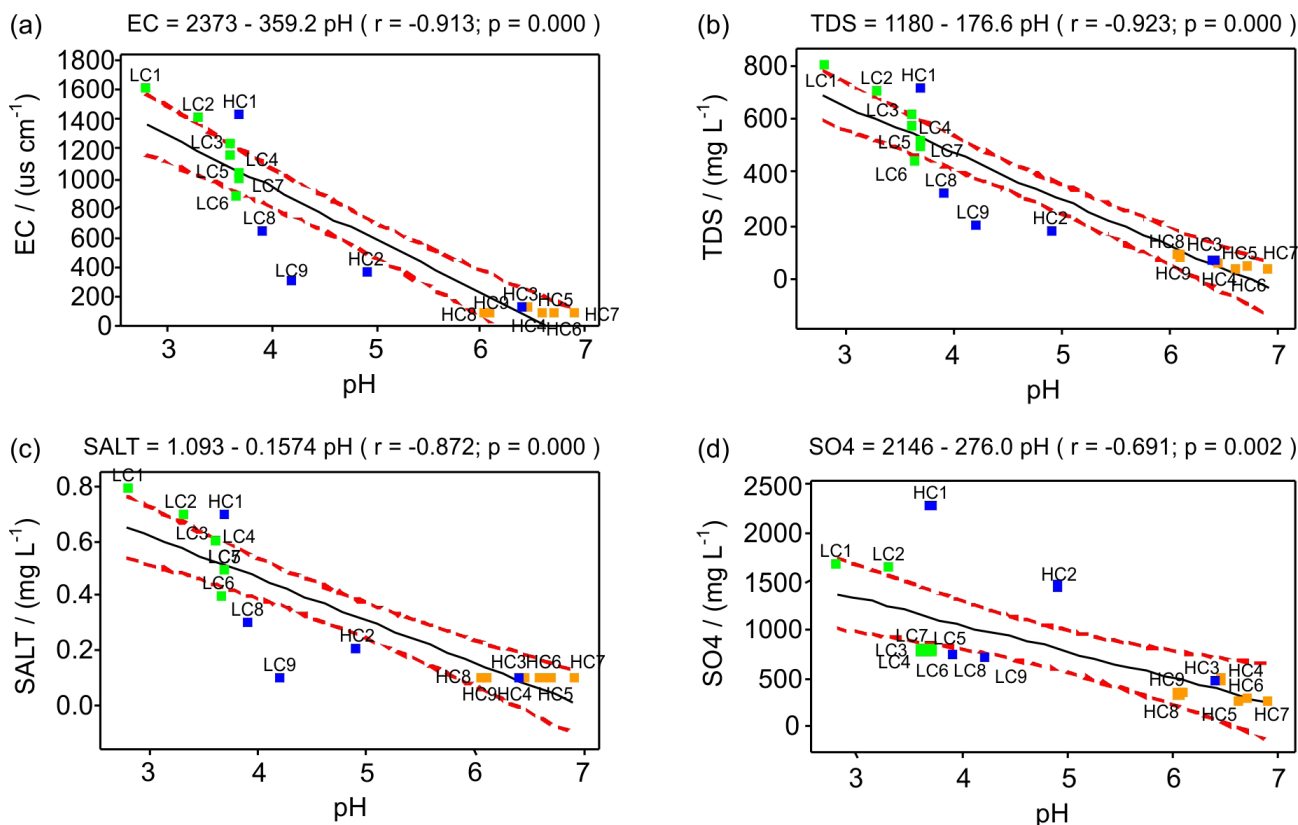 (a) EC = 2373 - 359.2 pH ( r = -0.913; p = 0.000 )
EC / (us cm⁻¹)
1800
1600
1400
1200
1000
800
600
400
200
0
LC1
LC2
HC1
LC3
LC4
LC5
LC7
LC6
LC8
LC9
HC2
HC3
HC5
HC9
HC8
HC4
HC6
HC7
3 4 5 6 7
pH
(b) TDS = 1180 - 176.6 pH ( r = -0.923; p = 0.000 )
TDS / (mg L⁻¹)
800
600
400
200
0
LC1
LC2
HC1
LC3
LC4
LC5
LC7
LC6
LC8
LC9
HC2
HC8
HC3
HC5
HC7
HC9
HC4
HC6
3 4 5 6 7
pH
(c) SALT = 1.093 - 0.1574 pH ( r = -0.872; p = 0.000 )
SALT / (mg L⁻¹)
0.8
0.6
0.4
0.2
0.0
LC1
LC2
HC1
LC3
LC4
LC5
LC7
LC6
LC8
LC9
HC2
HC3
HC6
HC7
HC8
HC9
HC4
HC5
3 4 5 6 7
pH
(d) SO4 = 2146 - 276.0 pH ( r = -0.691; p = 0.002 )
SO4 / (mg L⁻¹)
2500
2000
1500
1000
500
0
HC1
LC1
LC2
HC2
LC7
LC5
LC3
LC4
LC6
LC8
LC9
HC3
HC4
HC9
HC6
HC8
HC5
HC7
3 4 5 6 7
pH